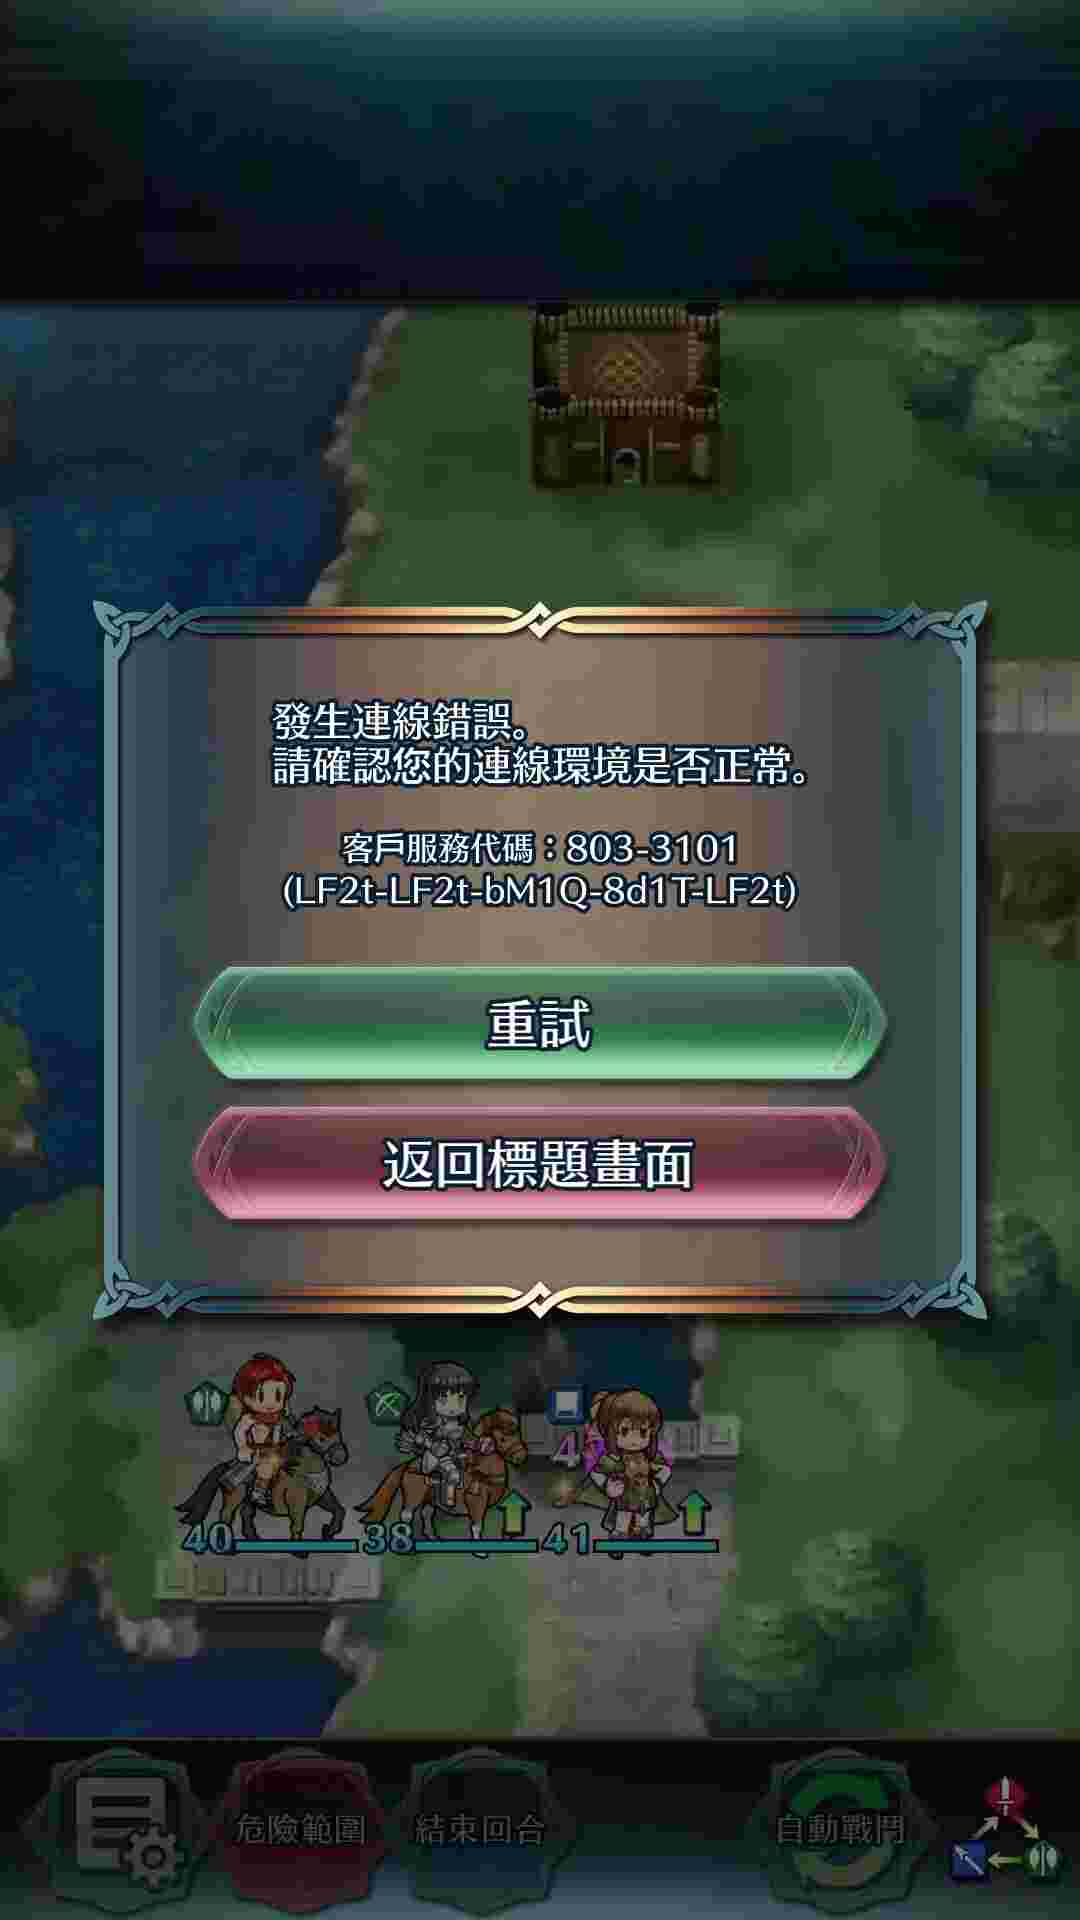 發生連線錯誤。
請確認您的連線環境是否正常。
客戶服務代碼：803-3101
(LF2t-LF2t-bM1Q-8d1T-LF2t)
重試
返回標題畫面
4
40
38
41
危險範圍
結束回合
自動戰鬥